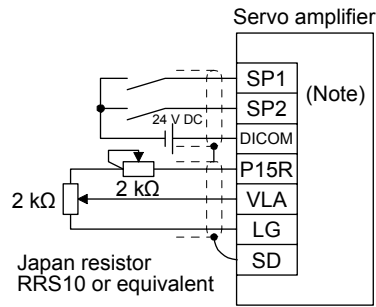 Servo amplifier
SP1
(Note)
SP2
24 V DC
DICOM
P15R
2 kΩ
2 kΩ
VLA
LG
SD
Japan resistor
RRS10 or equivalent